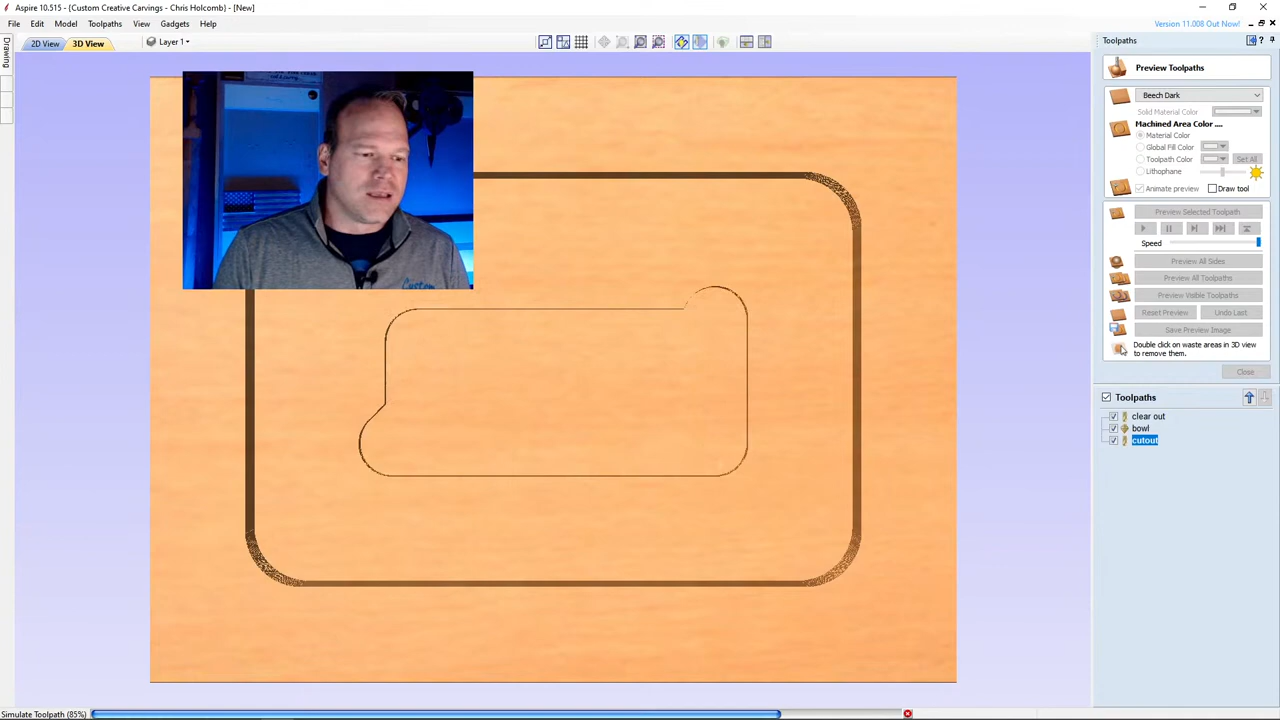 Aspire 10.515 - {Custom Creative Carvings - Chris Holcomb} - [New]
File Edit Model Toolpaths View Gadgets Help
Version 11.008 Out Now!
2D View 3D View Layer 1
Drawing
Toolpaths
Preview Toolpaths
Beech Dark
Solid Material Color
Machined Area Color ....
Material Color
Global Fill Color
Toolpath Color Set All
Lithophane
Animate preview Draw tool
Preview Selected Toolpath
Speed
Preview All Sides
Preview All Toolpaths
Preview Visible Toolpaths
Reset Preview Undo Last
Save Preview Image
Double click on waste areas in 3D view
to remove them.
Close
Toolpaths
clear out
bowl
cutout
Simulate Toolpath (85%)